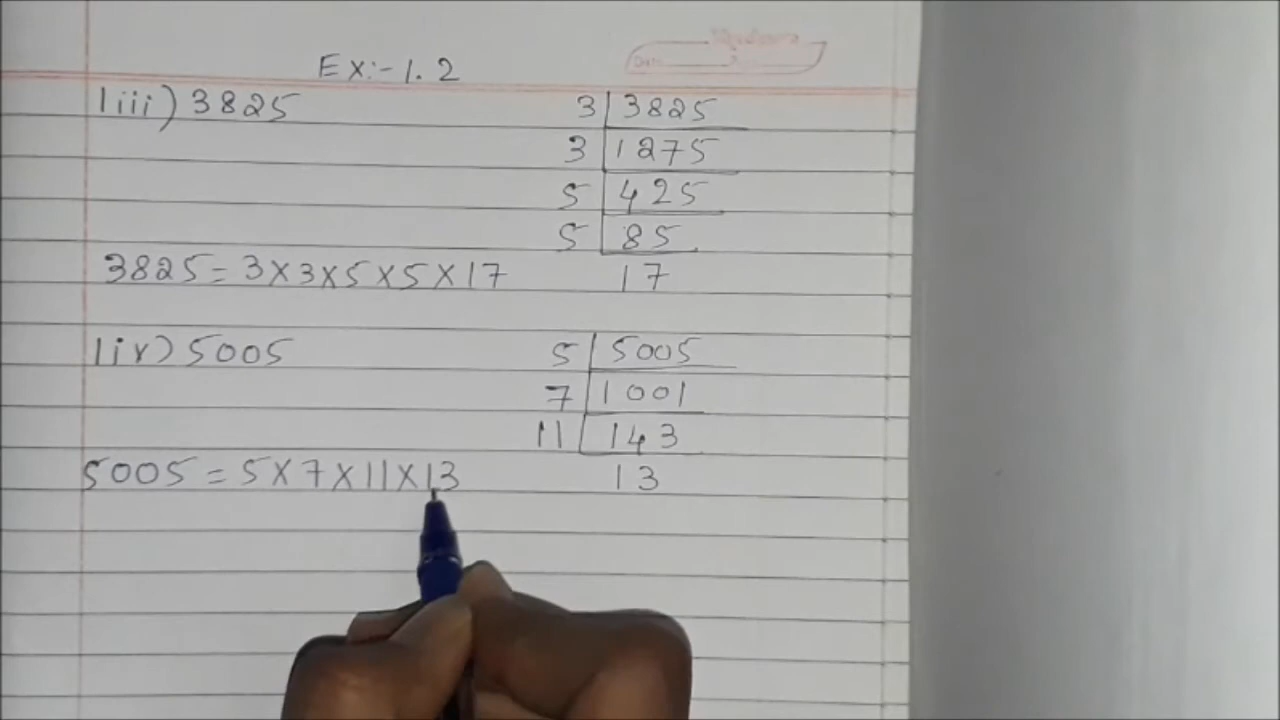 Ex:- 1.2
1iii) 3825
3 | 3825
3 | 1275
5 | 425
5 | 85
3825 = 3 X 3 X 5 X 5 X 17
17
1iv) 5005
5 | 5005
7 | 1001
11 | 143
5005 = 5 X 7 X 11 X 13
13